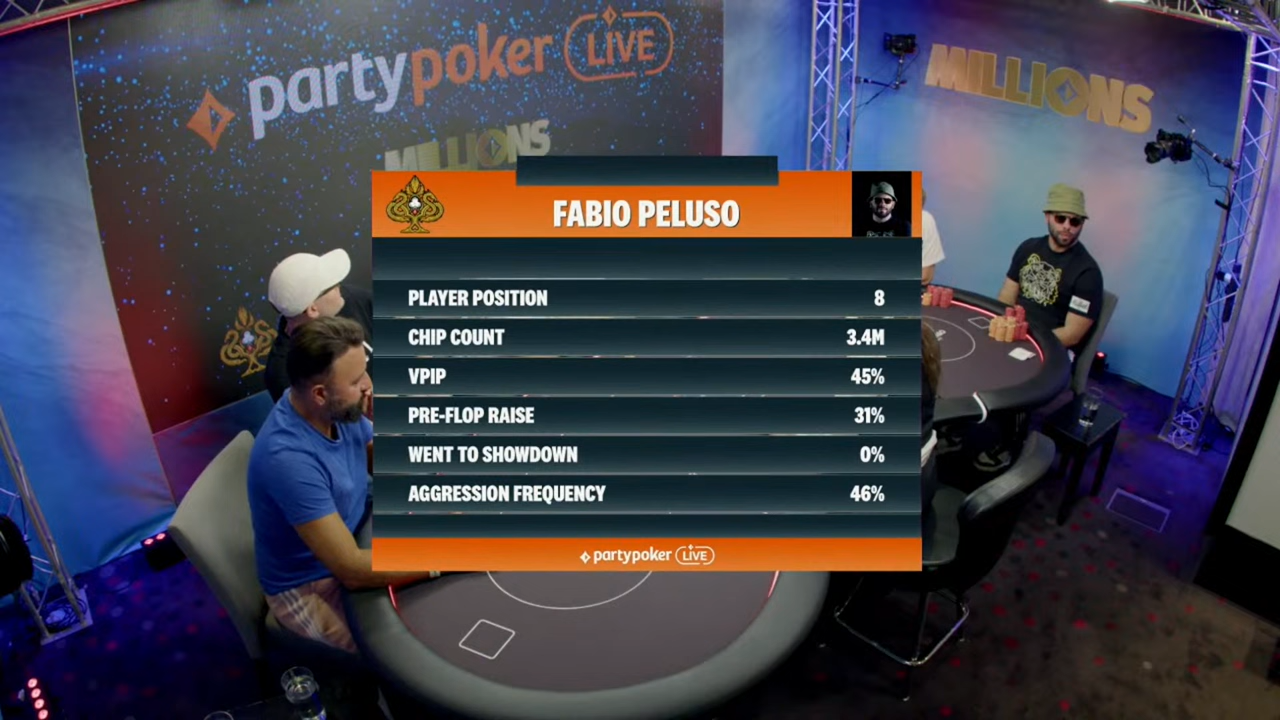 partypoker LIVE
MILLIONS
MILLIONS
FABIO PELUSO
PLAYER POSITION 8
CHIP COUNT 3.4M
VPIP 45%
PRE-FLOP RAISE 31%
WENT TO SHOWDOWN 0%
AGGRESSION FREQUENCY 46%
partypoker LIVE